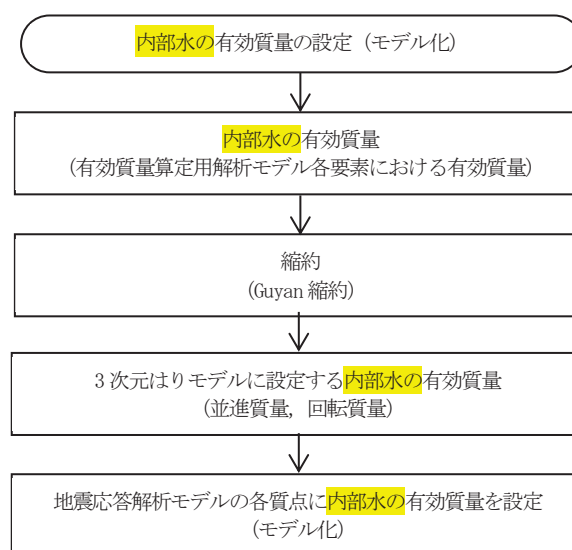 内部水の有効質量の設定（モデル化）
内部水の有効質量
(有効質量算定用解析モデル各要素における有効質量)
縮約
(Guyan 縮約)
3 次元はりモデルに設定する内部水の有効質量
(並進質量，回転質量)
地震応答解析モデルの各質点に内部水の有効質量を設定
(モデル化)